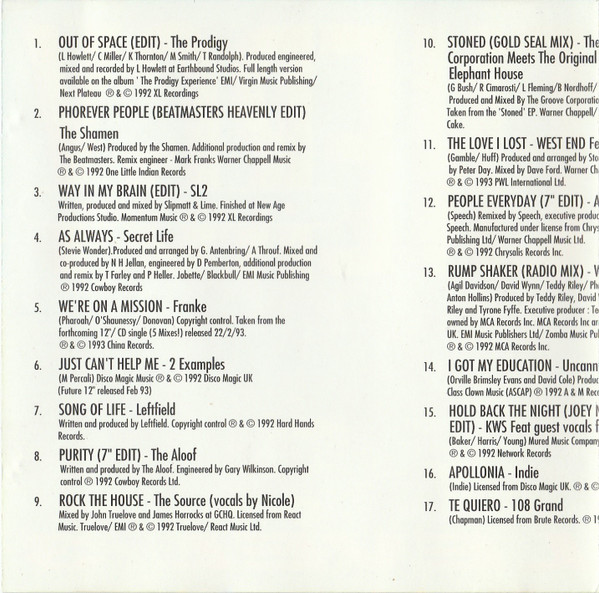 1. OUT OF SPACE (EDIT) - The Prodigy
(L Howlett/ C Miller/ K Thornton/ M Smith/ T Randolph). Produced engineered,
mixed and recorded by L Howlett at Earthbound Studios. Full length version
available on the album ' The Prodigy Experience' EMI/ Virgin Music Publishing/
Next Plateau ℗ & © 1992 XL Recordings
2. PHOREVER PEOPLE (BEATMASTERS HEAVENLY EDIT)
The Shamen
(Angus/ West) Produced by the Shamen. Additional production and remix by
The Beatmasters. Remix engineer - Mark Franks Warner Chappell Music
℗ & © 1992 One Little Indian Records
3. WAY IN MY BRAIN (EDIT) - SL2
Written, produced and mixed by Slipmatt & Lime. Finished at New Age
Productions Studio. Momentum Music ℗ & © 1992 XL Recordings
4. AS ALWAYS - Secret Life
(Stevie Wonder).Produced and arranged by G. Antenbring/ A Throuf. Mixed and
co-produced by N H Jellan, engineered by D Pemberton, additional production
and remix by T Farley and P Heller. Jobette/ Blackbull/ EMI Music Publishing
℗ 1992 Cowboy Records
5. WE'RE ON A MISSION - Franke
(Pharoah/ O'Shaunessy/ Donovan) Copyright control. Taken from the
forthcoming 12"/ CD single (5 Mixes!) released 22/2/93.
℗ & © 1993 China Records.
6. JUST CAN'T HELP ME - 2 Examples
(M Percali) Disco Magic Music ℗ & © 1992 Disco Magic UK
(Future 12" released Feb 93)
7. SONG OF LIFE - Leftfield
Written and produced by Leftfield. Copyright control ℗ & © 1992 Hard Hands
Records.
8. PURITY (7" EDIT) - The Aloof
Written and produced by The Aloof. Engineered by Gary Wilkinson. Copyright
control ℗ 1992 Cowboy Records Ltd.
9. ROCK THE HOUSE - The Source (vocals by Nicole)
Mixed by John Truelove and James Horrocks at GCHQ. Licensed from React
Music. Truelove/ EMI ℗ & © 1992 Truelove/ React Music Ltd.
10. STONED (GOLD SEAL MIX) - The
Corporation Meets The Original
Elephant House
(G Bush/ R Cimarosti/ L Fleming/B Nordhoff/
Produced and Mixed By The Groove Corporatio
Taken from the 'Stoned' EP. Warner Chappell/
Cake.
11. THE LOVE I LOST - WEST END Fe
(Gamble/ Huff) Produced and arranged by Sto
by Peter Day. Mixed by Dave Ford. Warner Ch
℗ & © 1993 PWL International Ltd.
12. PEOPLE EVERYDAY (7" EDIT) - A
(Speech) Remixed by Speech, executive produc
Speech. Manufactured under license from Chrys
Publishing Ltd/ Warner Chappell Music Ltd.
℗ & © 1992 Chrysalis Records Inc.
13. RUMP SHAKER (RADIO MIX) - W
(Agil Davidson/ David Wynn/ Teddy Riley/ Pha
Anton Hollins) Produced by Teddy Riley, David
Riley and Tyrone Fyffe. Executive producer : Te
owned by MCA Records Inc. MCA Records Inc ar
UK. EMI Music Publishers Ltd/ Zomba Music Pu
℗ & © 1992 MCA Records Inc.
14. I GOT MY EDUCATION - Uncann
(Orville Brimsley Evans and David Cole) Produc
Class Clown Music (ASCAP) ℗ & © 1992 A & M Reco
15. HOLD BACK THE NIGHT (JOEY N
EDIT) - KWS Feat guest vocals f
(Baker/ Harris/ Young) Mured Music Company
℗ & © 1992 Network Records
16. APOLLONIA - Indie
(Indie) Licensed from Disco Magic UK. ℗ & ©
17. TE QUIERO - 108 Grand
(Chapman) Licensed from Brute Records. ℗ 19